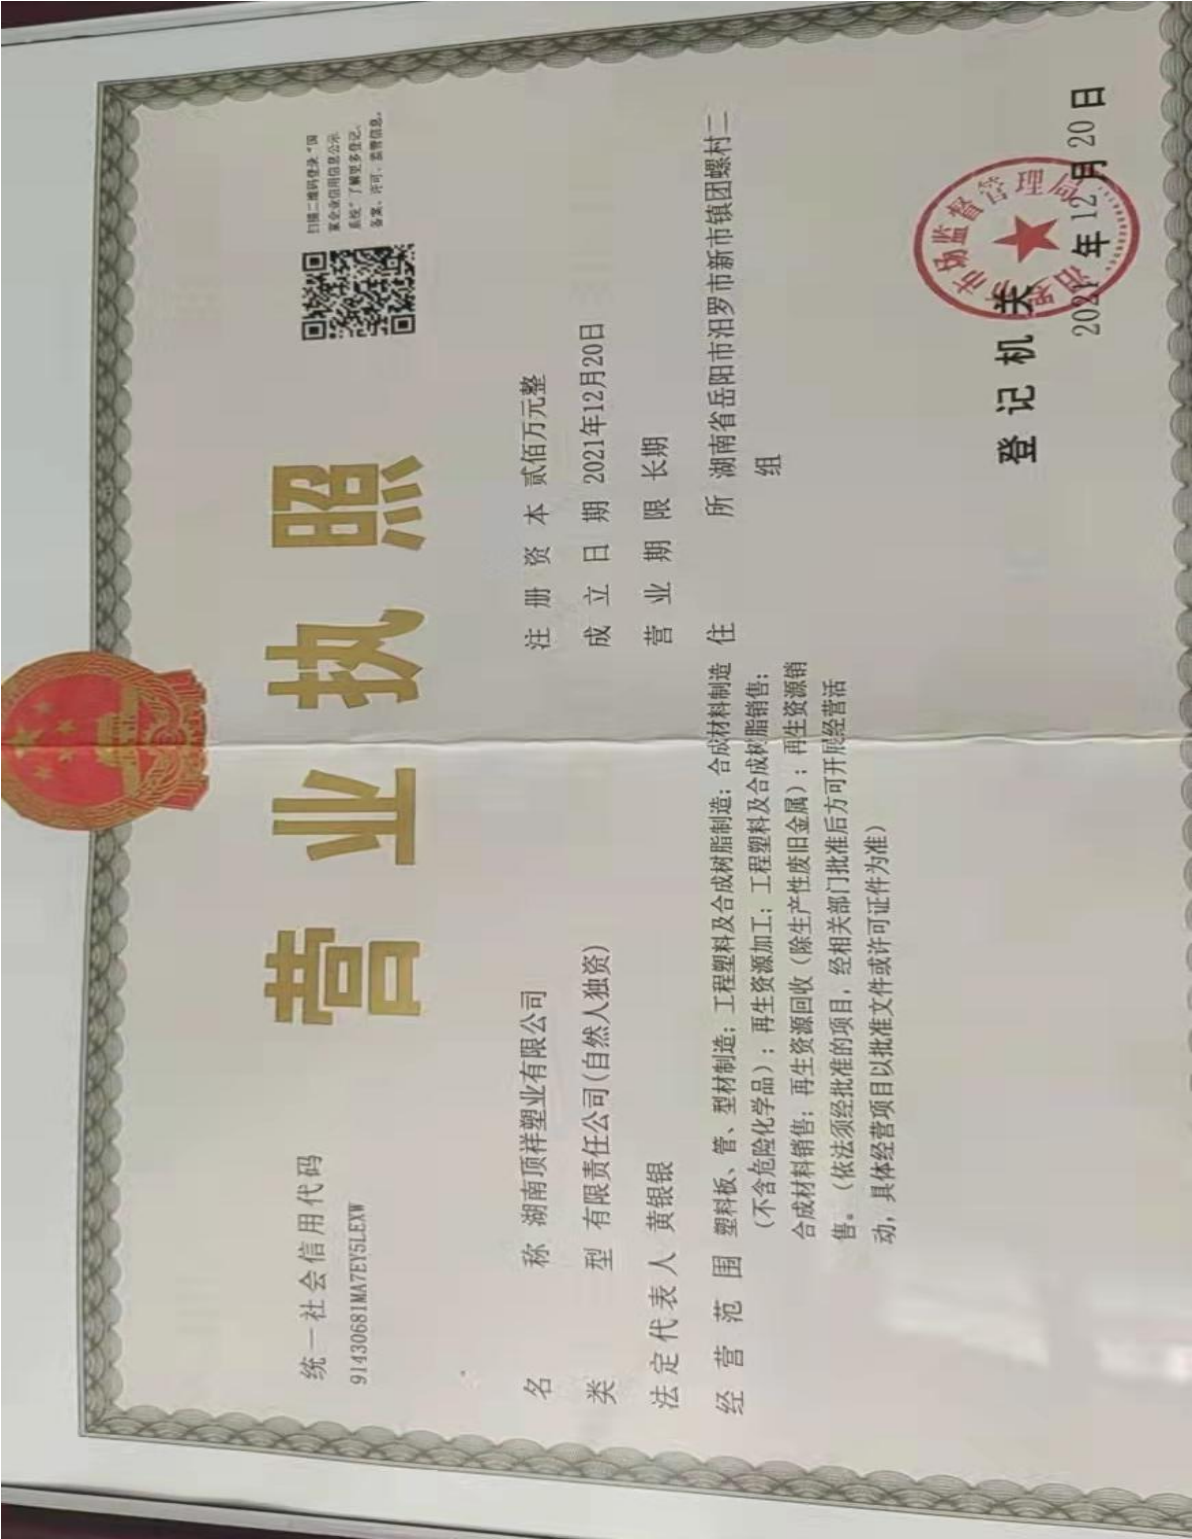 营业执照
统一社会信用代码
91430681MA7EY5LEXW
扫描二维码登录“国
家企业信用信息公示
系统”了解更多登记、
备案、许可、监管信息。
名 称 湖南顶祥塑业有限公司
类 型 有限责任公司(自然人独资)
法定代表人 黄银银
经营范围 塑料板、管、型材制造；工程塑料及合成树脂制造；合成材料制造
（不含危险化学品）；再生资源加工；工程塑料及合成树脂销售；
合成材料销售；再生资源回收（除生产性废旧金属）；再生资源销
售。（依法须经批准的项目，经相关部门批准后方可开展经营活
动，具体经营项目以批准文件或许可证件为准）
注册资本 贰佰万元整
成立日期 2021年12月20日
营业期限 长期
住 所 湖南省岳阳市汨罗市新市镇团螺村二
组
登记机关
汨罗市市场监督管理局
2021年12月20日